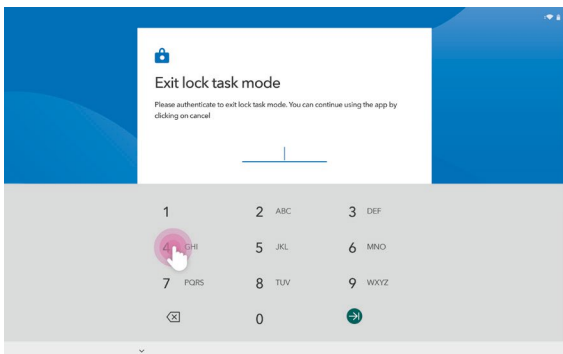 Exit lock task mode
Please authenticate to exit lock task mode. You can continue using the app by
clicking on cancel
1 2 ABC 3 DEF
4 GHI 5 JKL 6 MNO
7 PQRS 8 TUV 9 WXYZ
0